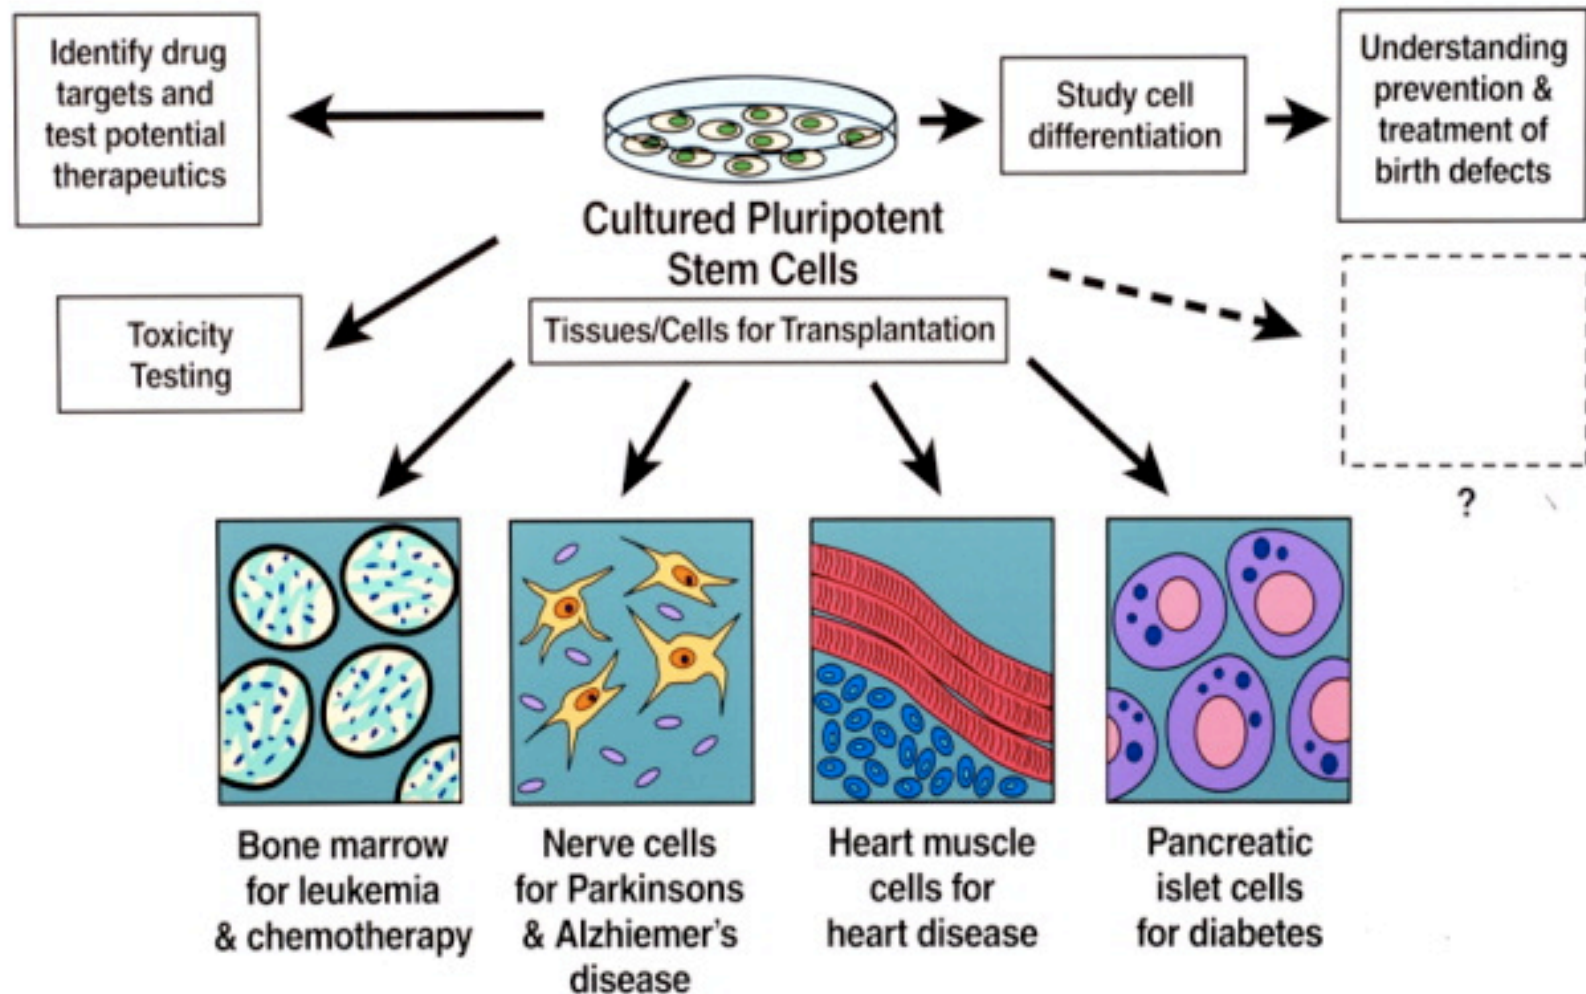 Identify drug
targets and
test potential
therapeutics
Study cell
differentiation
Understanding
prevention &
treatment of
birth defects
Cultured Pluripotent
Stem Cells
Toxicity
Testing
Tissues/Cells for Transplantation
?
Bone marrow
for leukemia
& chemotherapy
Nerve cells
for Parkinsons
& Alzhiemer's
disease
Heart muscle
cells for
heart disease
Pancreatic
islet cells
for diabetes